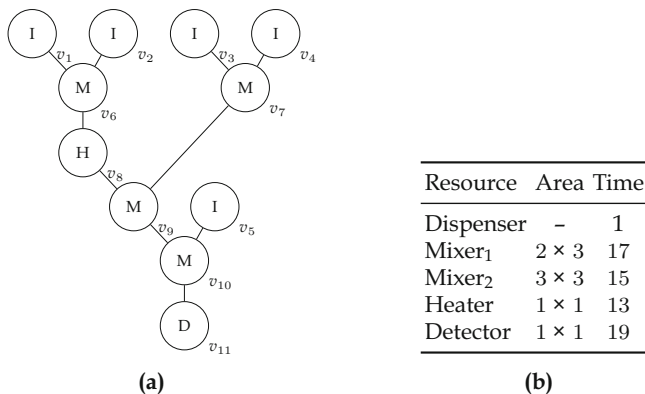 I I I I
v1 v2 v3 v4
M M
v6 v7
H
v8
M I
v9 v5
M
v10
D
v11
(a)
Resource Area Time
Dispenser – 1
Mixer1 2 × 3 17
Mixer2 3 × 3 15
Heater 1 × 1 13
Detector 1 × 1 19
(b)